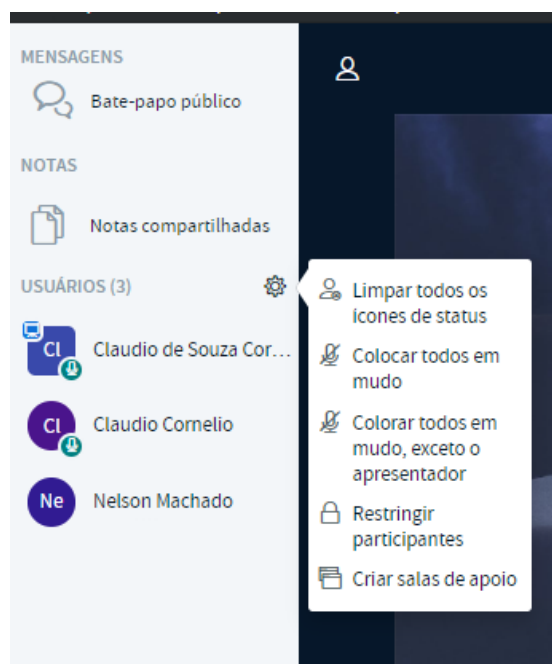 MENSAGENS
Bate-papo público
NOTAS
Notas compartilhadas
USUÁRIOS (3)
CL
Claudio de Souza Cor...
CL
Claudio Cornelio
Ne
Nelson Machado
Limpar todos os
ícones de status
Colocar todos em
mudo
Colorar todos em
mudo, exceto o
apresentador
Restringir
participantes
Criar salas de apoio